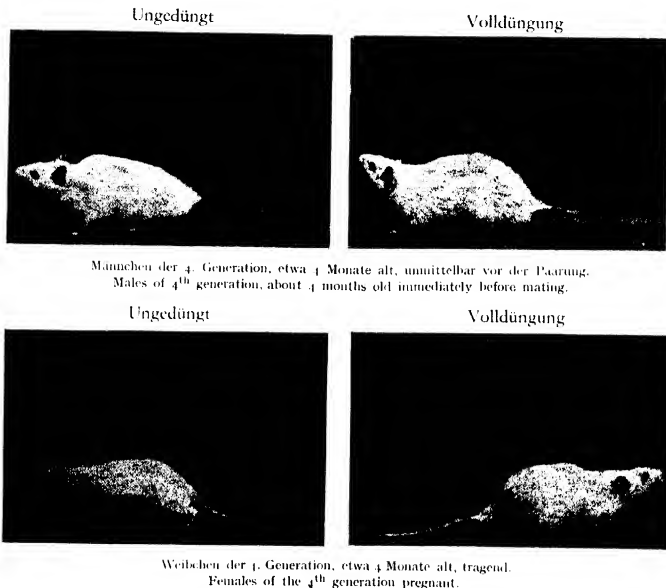 Ungedüngt
Volldüngung
Männchen der 4. Generation, etwa 4 Monate alt, unmittelbar vor der Paarung.
Males of 4th generation, about 4 months old immediately before mating.
Ungedüngt
Volldüngung
Weibchen der 4. Generation, etwa 4 Monate alt, tragend.
Females of the 4th generation pregnant.